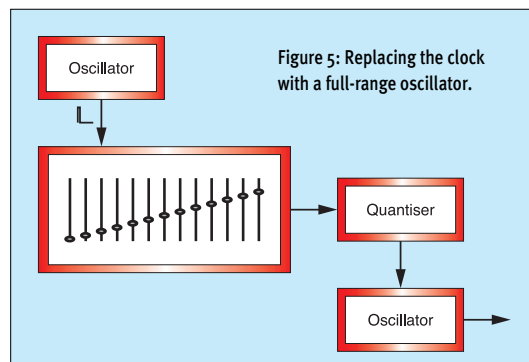 Oscillator
Figure 5: Replacing the clock
with a full-range oscillator.
Quantiser
Oscillator